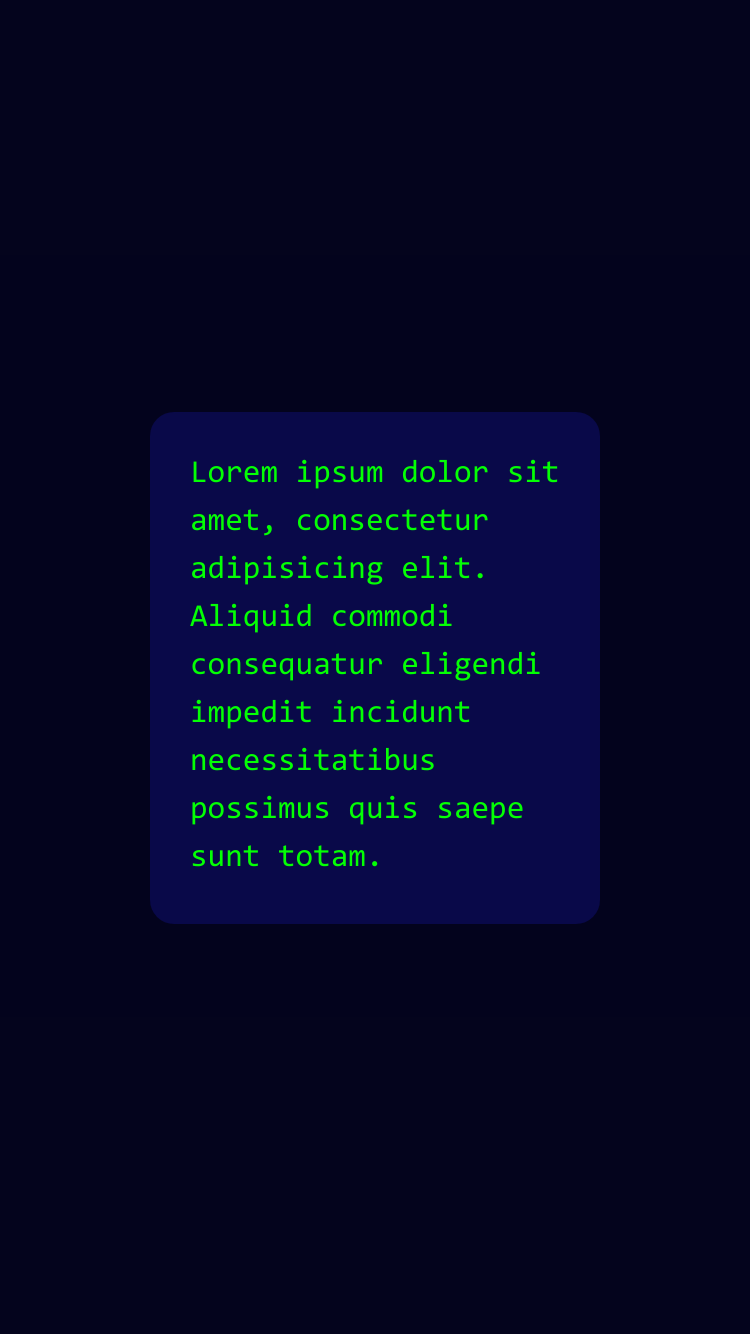 Lorem ipsum dolor sit
amet, consectetur
adipisicing elit.
Aliquid commodi
consequatur eligendi
impedit incidunt
necessitatibus
possimus quis saepe
sunt totam.